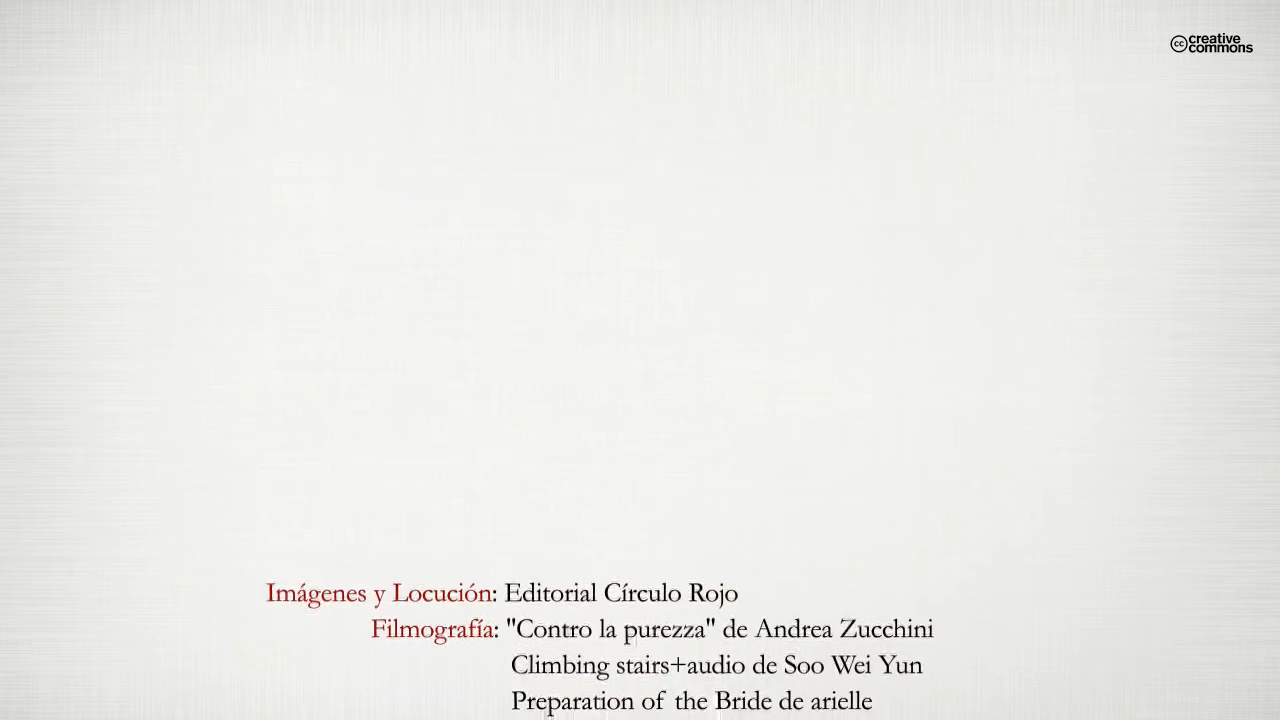 cc creative
commons
Imágenes y Locución: Editorial Círculo Rojo
Filmografía: "Contro la purezza" de Andrea Zucchini
Climbing stairs+audio de Soo Wei Yun
Preparation of the Bride de arielle